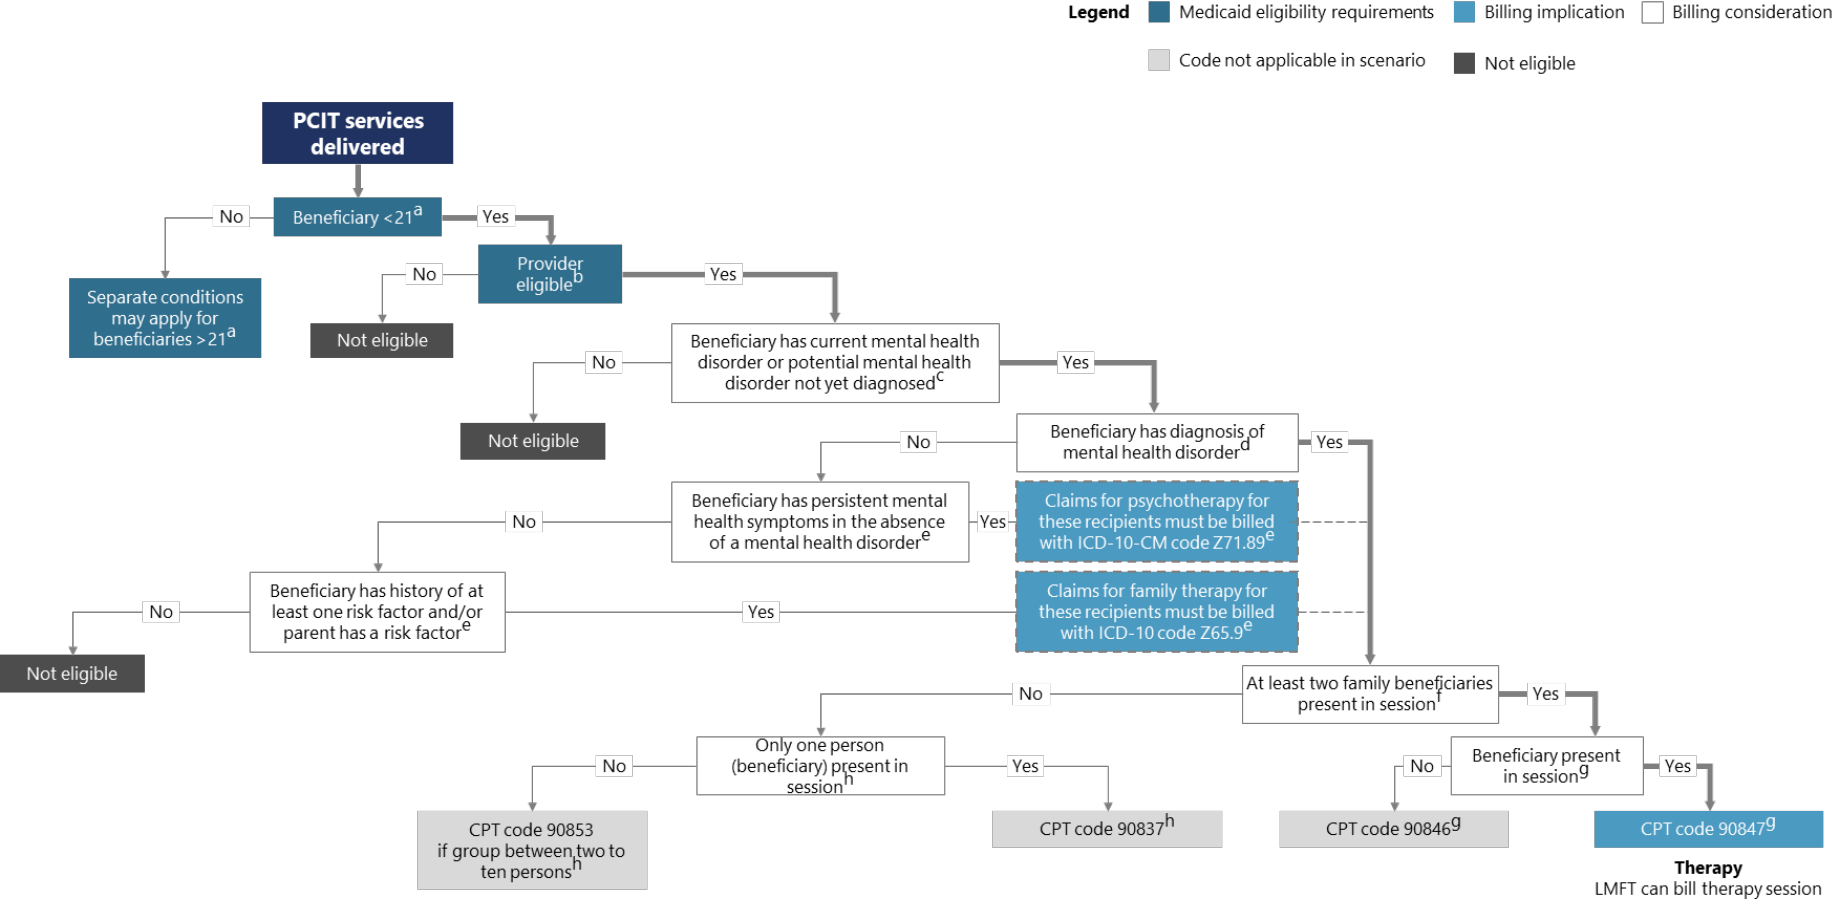 Legend
Medicaid eligibility requirements
Billing implication
Billing consideration
Code not applicable in scenario
Not eligible
PCIT services
delivered
No
Beneficiary <21a
Yes
Separate conditions
may apply for
beneficiaries >21a
No
Provider
eligibleb
Yes
Not eligible
No
Beneficiary has current mental health
disorder or potential mental health
disorder not yet diagnosedc
Yes
Not eligible
No
Beneficiary has diagnosis of
mental health disorderd
Yes
No
Beneficiary has persistent mental
health symptoms in the absence
of a mental health disordere
Yes
Claims for psychotherapy for
these recipients must be billed
with ICD-10-CM code Z71.89e
No
Beneficiary has history of at
least one risk factor and/or
parent has a risk factore
Yes
Claims for family therapy for
these recipients must be billed
with ICD-10 code Z65.9e
Not eligible
No
At least two family beneficiaries
present in sessionf
Yes
No
Only one person
(beneficiary) present in
sessionh
Yes
No
Beneficiary present
in sessiong
Yes
CPT code 90853
if group between two to
ten personsh
CPT code 90837h
CPT code 90846g
CPT code 90847g
Therapy
LMFT can bill therapy session